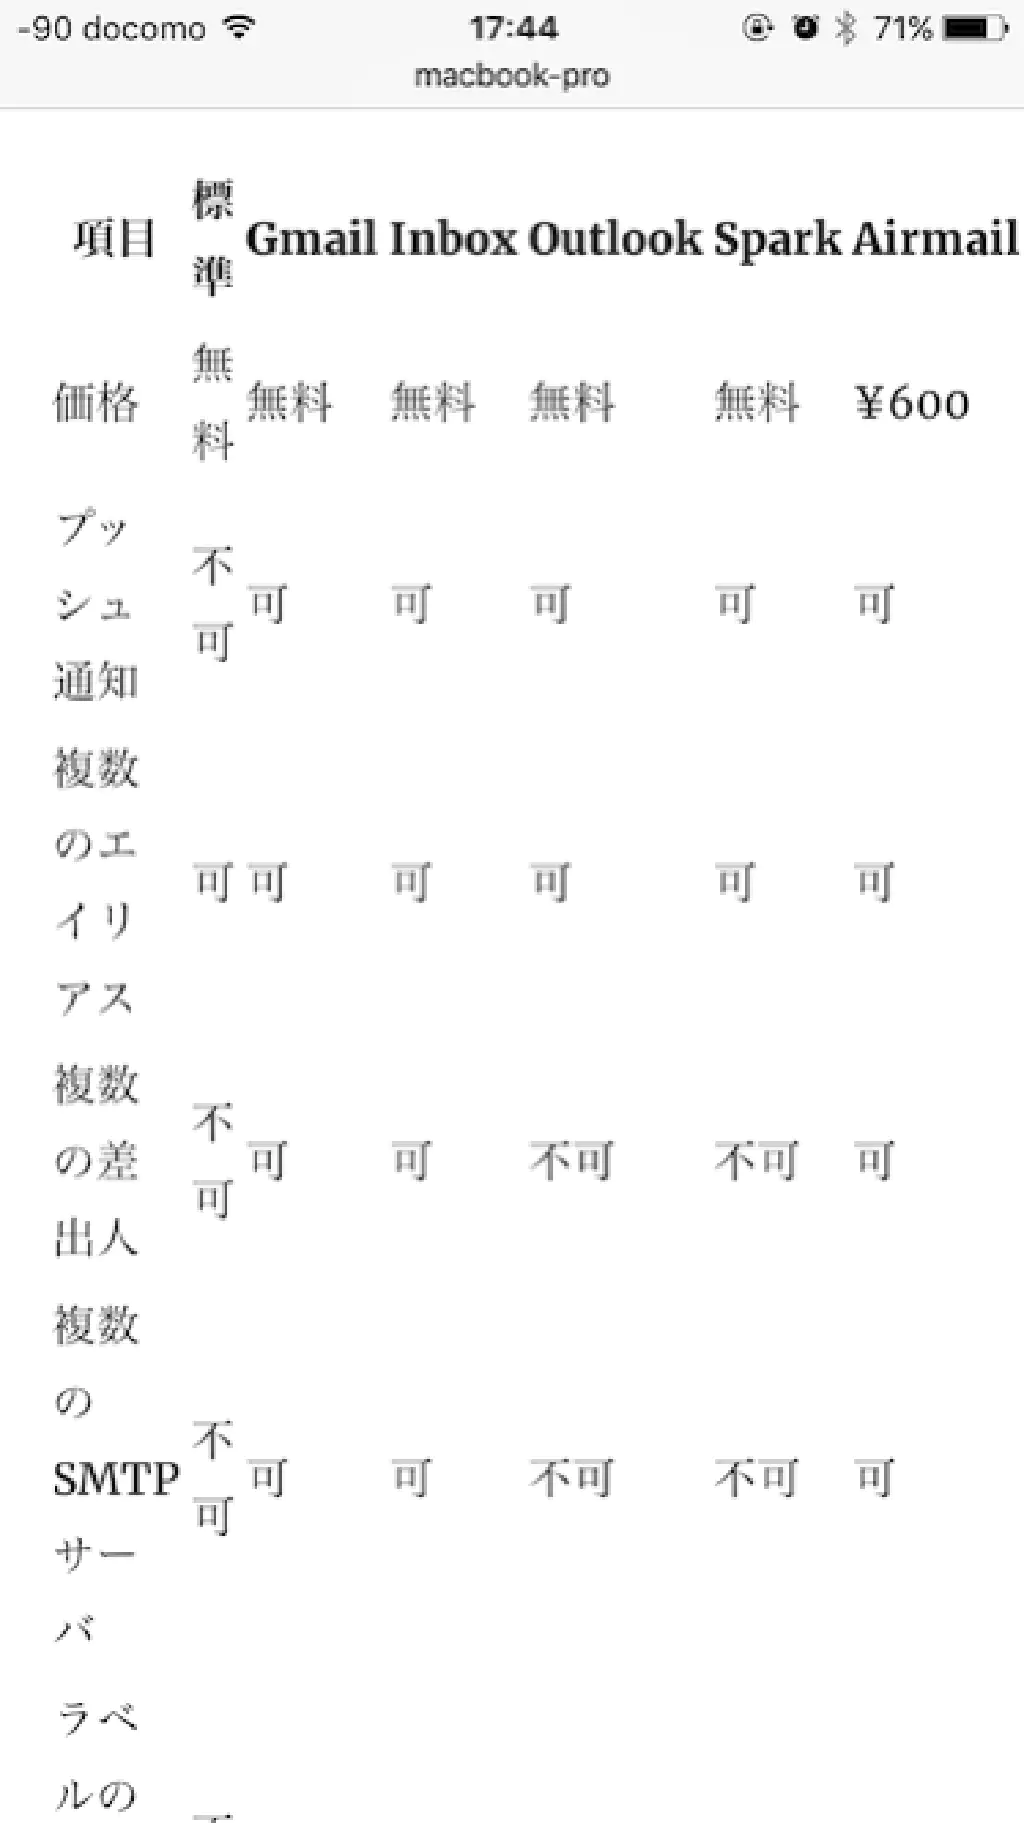 -90 docomo 17:44 71%
macbook-pro
項目 標準 Gmail Inbox Outlook Spark Airmail
価格 無料 無料 無料 無料 無料 ¥600
プッシュ通知 不可 可 可 可 可 可
複数のエイリアス 可 可 可 可 可 可
複数の差出人 不可 可 可 不可 不可 可
複数のSMTPサーバ 不可 可 可 不可 不可 可
ラベルの